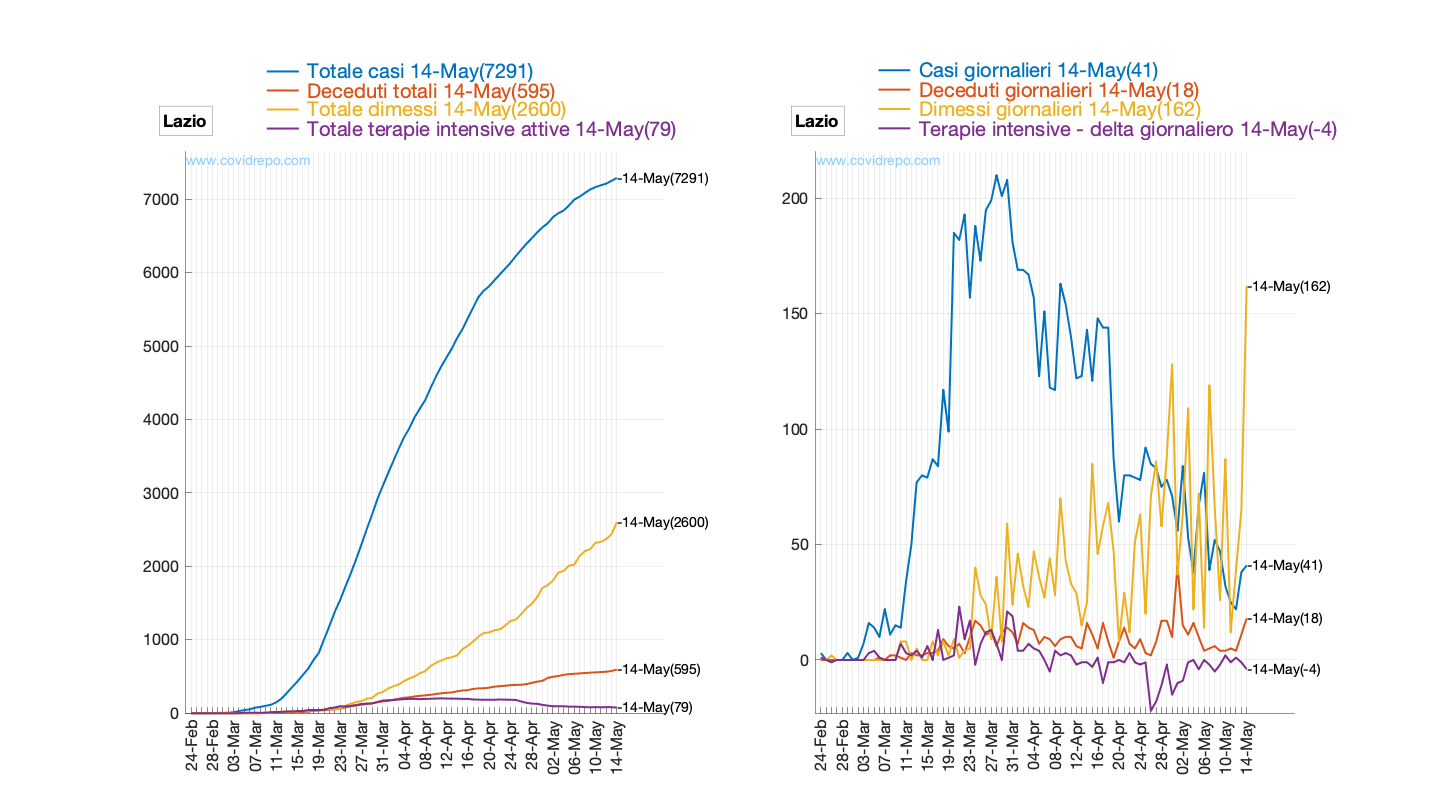 Totale casi 14-May(7291)
Deceduti totali 14-May(595)
Totale dimessi 14-May(2600)
Totale terapie intensive attive 14-May(79)
Lazio
www.covidrepo.com
7000
6000
5000
4000
3000
2000
1000
0
-14-May(7291)
-14-May(2600)
-14-May(595)
-14-May(79)
24-Feb
28-Feb
03-Mar
07-Mar
11-Mar
15-Mar
19-Mar
23-Mar
27-Mar
31-Mar
04-Apr
08-Apr
12-Apr
16-Apr
20-Apr
24-Apr
28-Apr
02-May
06-May
10-May
14-May
Casi giornalieri 14-May(41)
Deceduti giornalieri 14-May(18)
Dimessi giornalieri 14-May(162)
Terapie intensive - delta giornaliero 14-May(-4)
Lazio
www.covidrepo.com
200
150
100
50
0
-14-May(162)
-14-May(41)
-14-May(18)
-14-May(-4)
24-Feb
28-Feb
03-Mar
07-Mar
11-Mar
15-Mar
19-Mar
23-Mar
27-Mar
31-Mar
04-Apr
08-Apr
12-Apr
16-Apr
20-Apr
24-Apr
28-Apr
02-May
06-May
10-May
14-May